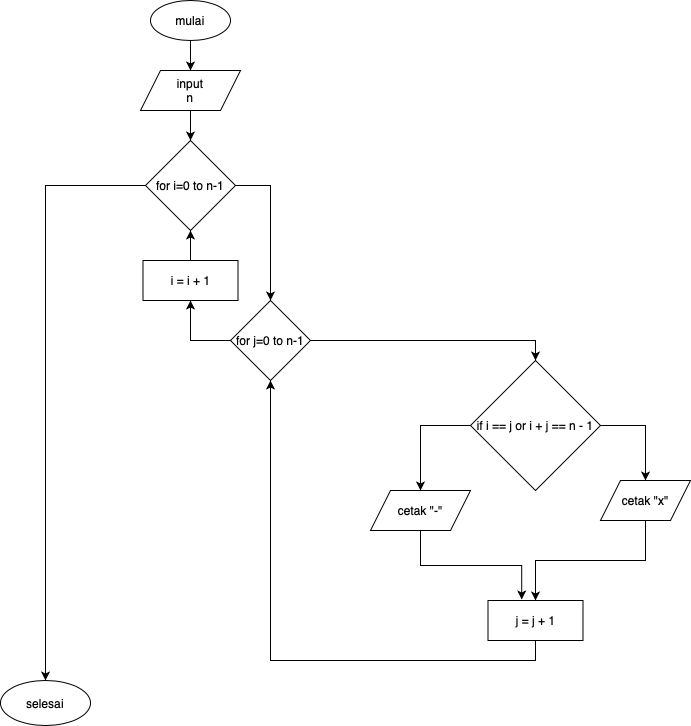 mulai
input
n
for i=0 to n-1
i = i + 1
for j=0 to n-1
if i == j or i + j == n - 1
cetak "-"
cetak "x"
j = j + 1
selesai